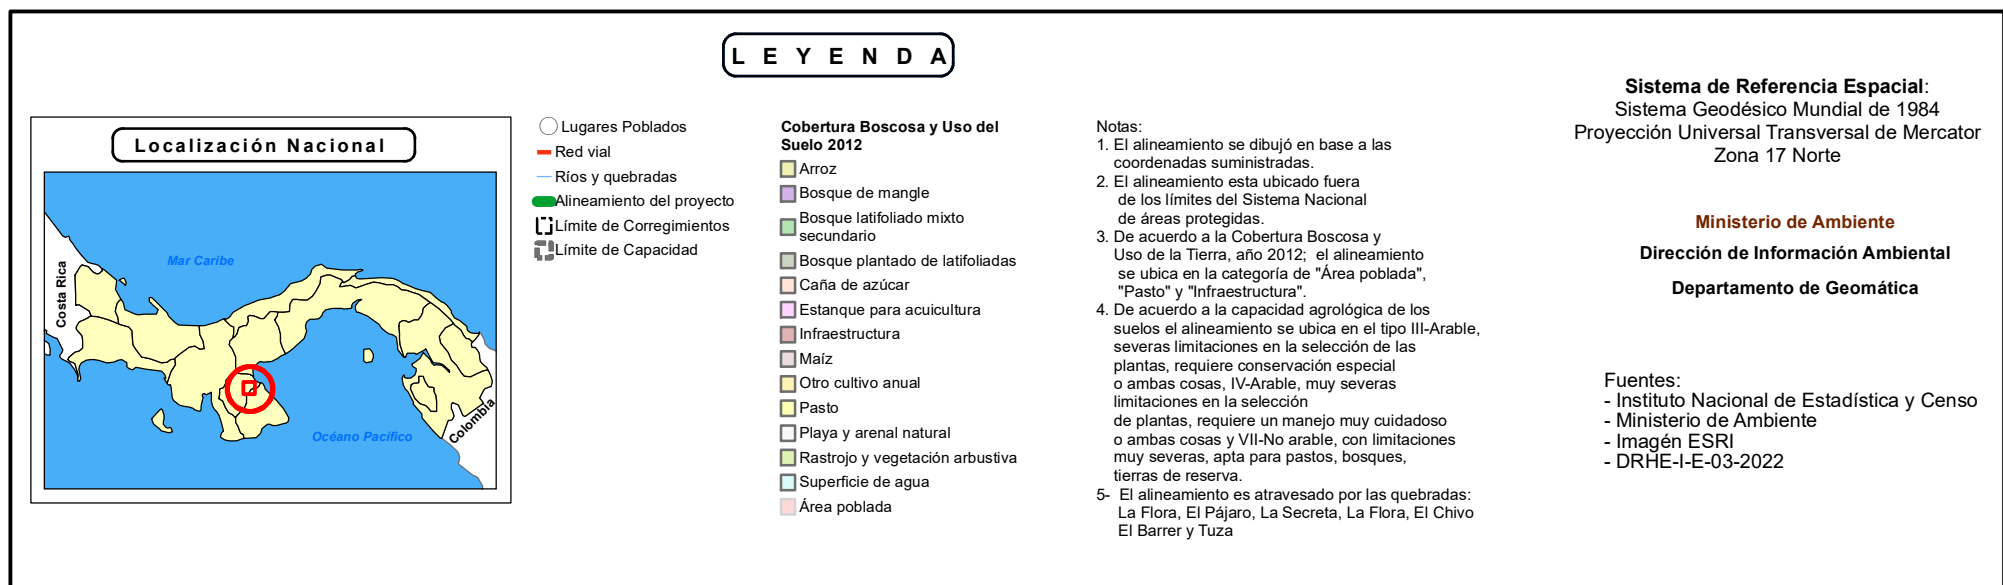 L E Y E N D A
Localización Nacional
Mar Caribe
Costa Rica
Océano Pacífico
Colombia
Lugares Poblados
Red vial
Ríos y quebradas
Alineamiento del proyecto
Límite de Corregimientos
Límite de Capacidad
Cobertura Boscosa y Uso del
Suelo 2012
Arroz
Bosque de mangle
Bosque latifoliado mixto
secundario
Bosque plantado de latifoliadas
Caña de azúcar
Estanque para acuicultura
Infraestructura
Maíz
Otro cultivo anual
Pasto
Playa y arenal natural
Rastrojo y vegetación arbustiva
Superficie de agua
Área poblada
Notas:
1. El alineamiento se dibujó en base a las
coordenadas suministradas.
2. El alineamiento esta ubicado fuera
de los límites del Sistema Nacional
de áreas protegidas.
3. De acuerdo a la Cobertura Boscosa y
Uso de la Tierra, año 2012; el alineamiento
se ubica en la categoría de "Área poblada",
"Pasto" y "Infraestructura".
4. De acuerdo a la capacidad agrológica de los
suelos el alineamiento se ubica en el tipo III-Arable,
severas limitaciones en la selección de las
plantas, requiere conservación especial
o ambas cosas, IV-Arable, muy severas
limitaciones en la selección
de plantas, requiere un manejo muy cuidadoso
o ambas cosas y VII-No arable, con limitaciones
muy severas, apta para pastos, bosques,
tierras de reserva.
5- El alineamiento es atravesado por las quebradas:
La Flora, El Pájaro, La Secreta, La Flora, El Chivo
El Barrer y Tuza
Sistema de Referencia Espacial:
Sistema Geodésico Mundial de 1984
Proyección Universal Transversal de Mercator
Zona 17 Norte
Ministerio de Ambiente
Dirección de Información Ambiental
Departamento de Geomática
Fuentes:
- Instituto Nacional de Estadística y Censo
- Ministerio de Ambiente
- Imagén ESRI
- DRHE-I-E-03-2022